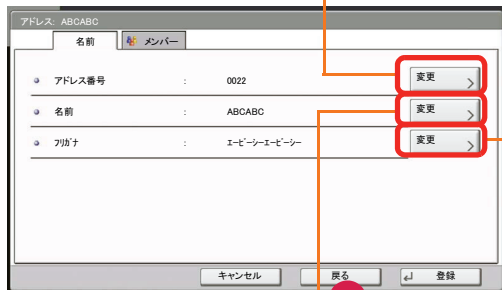 アドレス: ABCABC
名前 メンバー
アドレス番号 : 0022 変更
名前 : ABCABC 変更
ﾌﾘｶﾞﾅ : ｴｰﾋﾞｰｼｰｴｰﾋﾞｰｼｰ 変更
キャンセル 戻る 登録